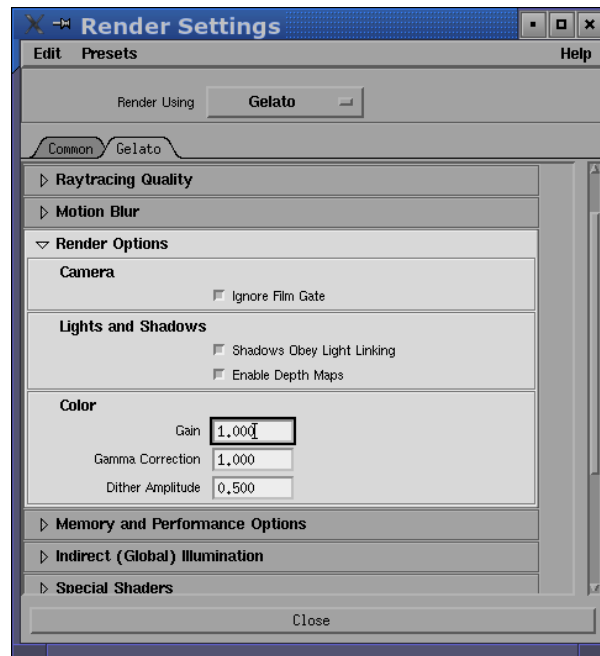 Render Settings
Edit Presets Help
Render Using Gelato
Common Gelato
Raytracing Quality
Motion Blur
Render Options
Camera
Ignore Film Gate
Lights and Shadows
Shadows Obey Light Linking
Enable Depth Maps
Color
Gain 1.000
Gamma Correction 1.000
Dither Amplitude 0.500
Memory and Performance Options
Indirect (Global) Illumination
Special Shaders
Close